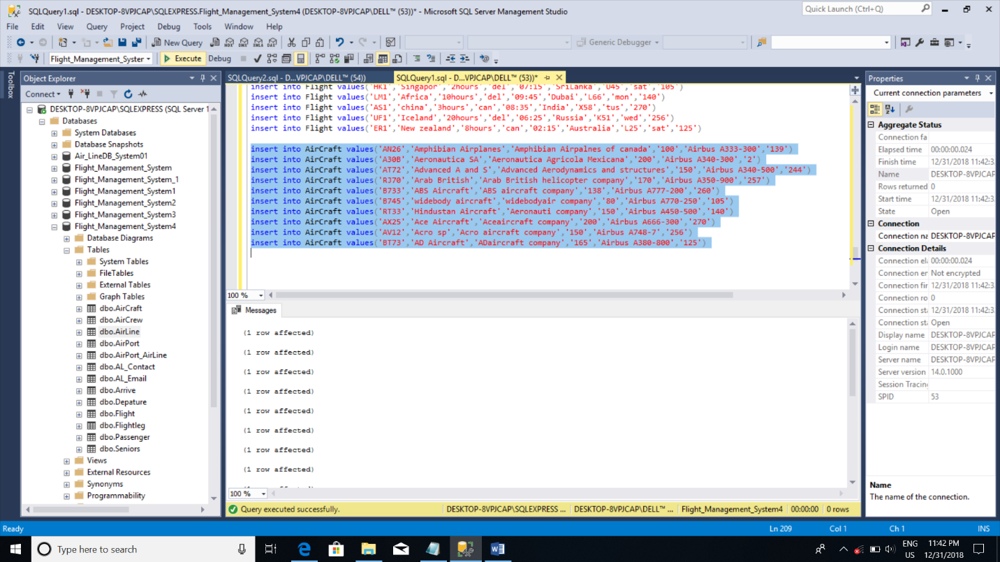 SQLQuery1.sql - DESKTOP-8VPJCAP\SQLEXPRESS.Flight_Management_System4 (DESKTOP-8VPJCAP\DELL™ (53))* - Microsoft SQL Server Management Studio
Quick Launch (Ctrl+Q)
File Edit View Query Project Debug Tools Window Help
New Query
Generic Debugger
Flight_Management_Syster
Execute Debug
Toolbox
Object Explorer
Connect
DESKTOP-8VPJCAP\SQLEXPRESS (SQL Server 1
Databases
System Databases
Database Snapshots
Air_LineDB_System01
Flight_Management_System
Flight_Management_System_1
Flight_Management_System1
Flight_Management_System2
Flight_Management_System3
Flight_Management_System4
Database Diagrams
Tables
System Tables
FileTables
External Tables
Graph Tables
dbo.AirCraft
dbo.AirCrew
dbo.AirLine
dbo.AirPort
dbo.AirPort_AirLine
dbo.AL_Contact
dbo.AL_Email
dbo.Arrive
dbo.Depature
dbo.Flight
dbo.Flightleg
dbo.Passenger
dbo.Seniors
Views
External Resources
Synonyms
Programmability
SQLQuery2.sql - D...VPJCAP\DELL™ (54))
SQLQuery1.sql - D...VPJCAP\DELL™ (53))*
insert into Flight values('HK1','Singapor','2hours','del','07:15','SriLanka','U45','sat','105')
insert into Flight values('LM1','Africa','10hours','del','09:45','Dubai','L66','mon','140')
insert into Flight values('AS1','china','3hours','can','08:35','India','X58','tus','270')
insert into Flight values('UF1','Iceland','20hours','del','06:25','Russia','K51','wed','256')
insert into Flight values('ER1','New zealand','8hours','can','02:15','Australia','L25','sat','125')
insert into AirCraft values('AN26','Amphibian Airplanes','Amphibian Airpalnes of canada','100','Airbus A333-300','139')
insert into AirCraft values('A30B','Aeronautica SA','Aeronautica Agricola Mexicana','200','Airbus A340-300','2')
insert into AirCraft values('AT72','Advanced A and S','Advanced Aerodynamics and structures','150','Airbus A340-500','244')
insert into AirCraft values('RJ70','Arab British','Arab British helicopter company','170','Airbus A350-900','257')
insert into AirCraft values('B733','ABS Aircraft','ABS aircraft company','138','Airbus A777-200','260')
insert into AirCraft values('B745','widebody aircraft','widebodyair company','80','Airbus A770-250','105')
insert into AirCraft values('RT33','Hindustan Aircraft','Aeronauti company','150','Airbus A450-500','140')
insert into AirCraft values('AX25','Ace Aircraft','Aceaircraft company','200','Airbus A666-300','270')
insert into AirCraft values('AV12','Acro sp','Acro aircraft company','150','Airbus A748-7','256')
insert into AirCraft values('BT73','AD Aircraft','ADaircraft company','165','Airbus A380-800','125')
100 %
Messages
(1 row affected)
(1 row affected)
(1 row affected)
(1 row affected)
(1 row affected)
(1 row affected)
(1 row affected)
(1 row affected)
100 %
Query executed successfully.
DESKTOP-8VPJCAP\SQLEXPRESS ... DESKTOP-8VPJCAP\DELL™ ... Flight_Management_System4 00:00:00 0 rows
Properties
Current connection parameters
Aggregate Status
Connection fa
Elapsed time 00:00:00.024
Finish time 12/31/2018 11:42:3
Name DESKTOP-8VPJCAP
Rows returned 0
Start time 12/31/2018 11:42:3
State Open
Connection
Connection na DESKTOP-8VPJCAP
Connection Details
Connection el 00:00:00.024
Connection er Not encrypted
Connection fir 12/31/2018 11:42:3
Connection ro 0
Connection st 12/31/2018 11:42:3
Connection st Open
Display name DESKTOP-8VPJCAP
Login name DESKTOP-8VPJCAP
Server name DESKTOP-8VPJCAP
Server version 14.0.1000
Session Tracin
SPID 53
Name
The name of the connection.
Ready
Ln 209 Col 1 Ch 1 INS
Type here to search
ENG
US
11:42 PM
12/31/2018